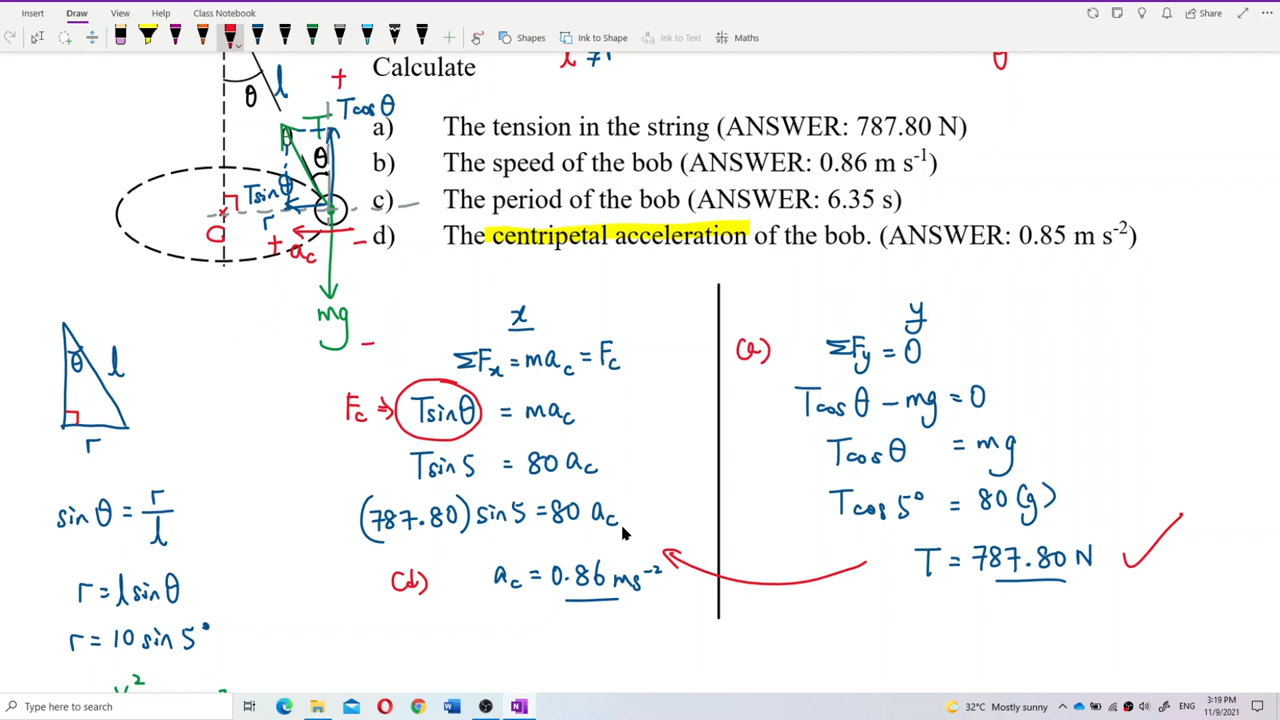 Insert Draw View Help Class Notebook
Share
Shapes Ink to Shape Ink to Text Maths
Calculate
a) The tension in the string (ANSWER: 787.80 N)
b) The speed of the bob (ANSWER: 0.86 m s⁻¹)
c) The period of the bob (ANSWER: 6.35 s)
d) The centripetal acceleration of the bob. (ANSWER: 0.85 m s⁻²)
θ
l
+
Tcosθ
T
θ
θ
Tsinθ
r
+ ac –
mg
–
θ
l
r
sin θ = r/l
r = l sinθ
r = 10 sin 5°
x
ΣFx = mac = Fc
Fc ⇒ Tsinθ = mac
Tsin5 = 80 ac
(787.80) sin5 = 80 ac
(d) ac = 0.86 ms⁻²
y
(a) ΣFy = 0
Tcosθ – mg = 0
Tcosθ = mg
Tcos5° = 80(g)
T = 787.80 N
Type here to search
32°C Mostly sunny
ENG
3:19 PM
11/9/2021